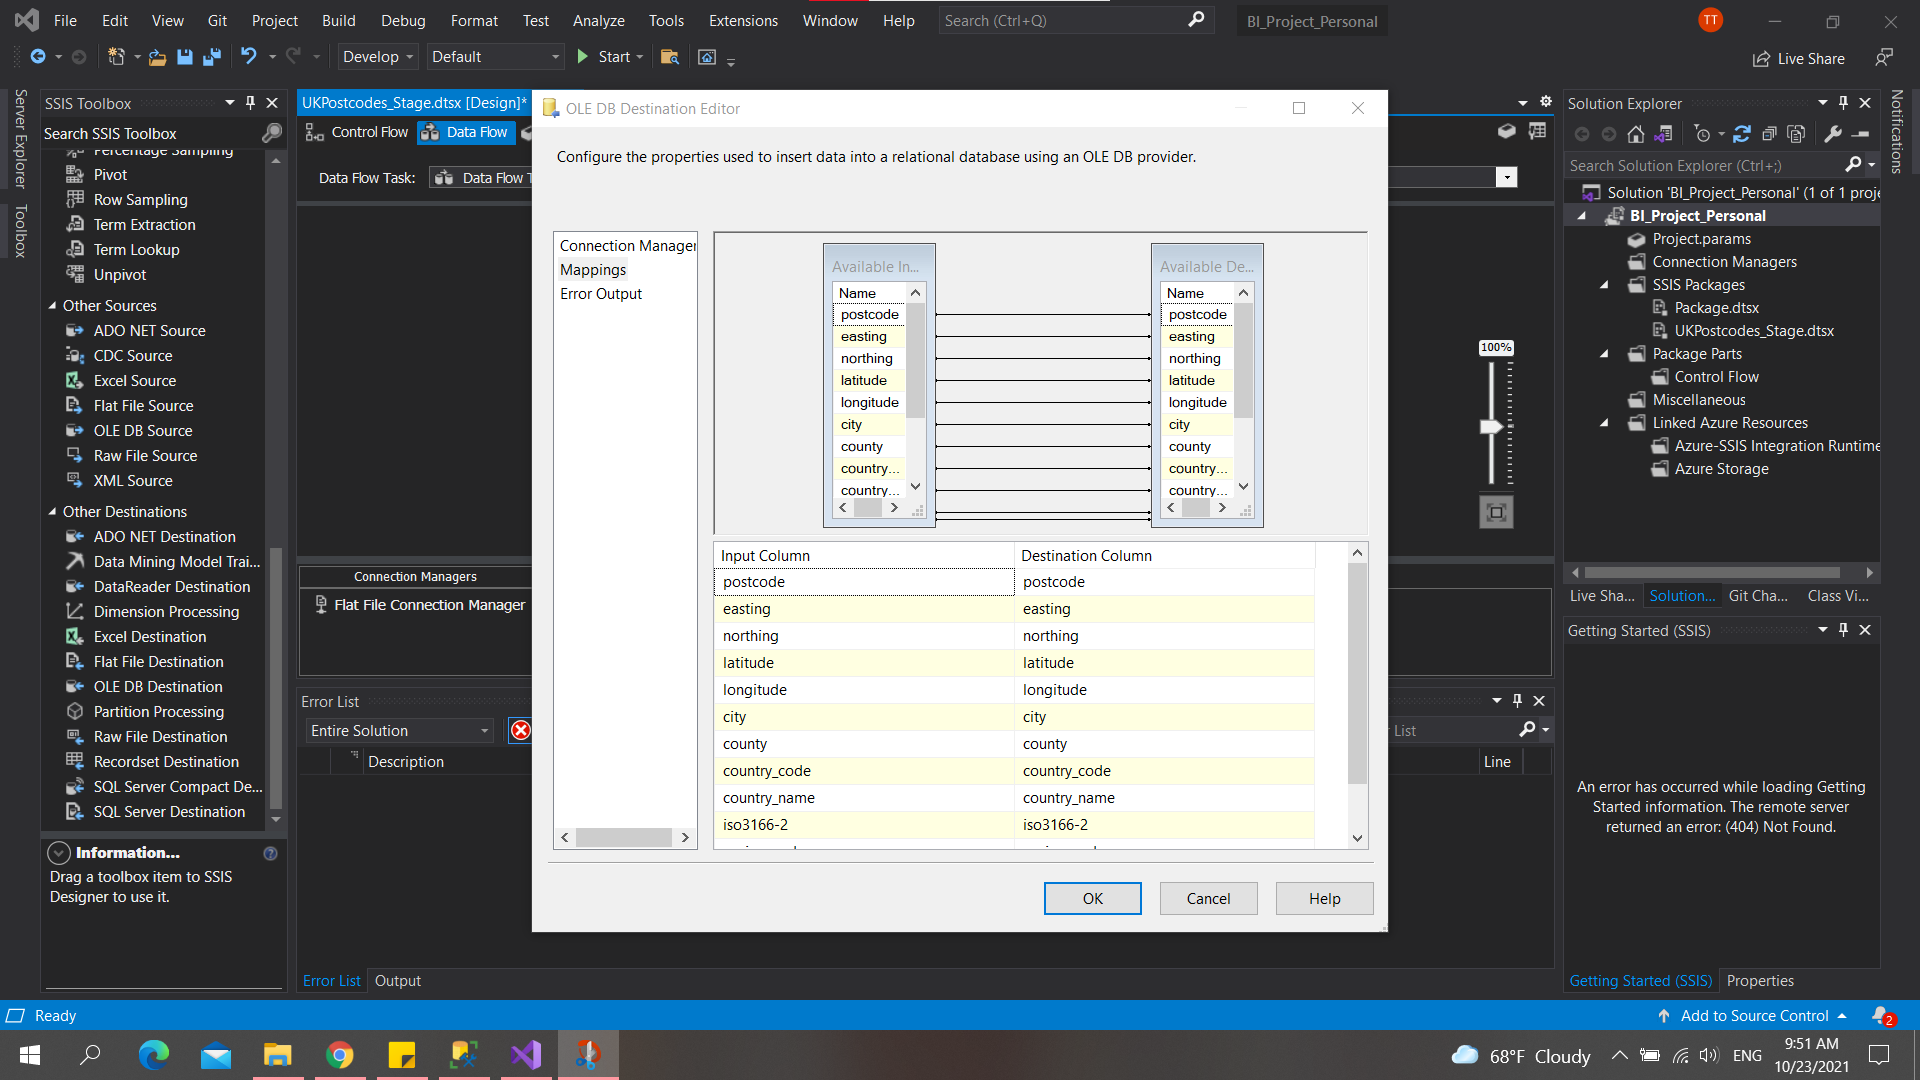 File Edit View Git Project Build Debug Format Test Analyze Tools Extensions Window Help Search (Ctrl+Q) BI_Project_Personal TT
Develop Default Start Live Share
Server Explorer
Toolbox
SSIS Toolbox
Search SSIS Toolbox
Percentage Sampling
Pivot
Row Sampling
Term Extraction
Term Lookup
Unpivot
Other Sources
ADO NET Source
CDC Source
Excel Source
Flat File Source
OLE DB Source
Raw File Source
XML Source
Other Destinations
ADO NET Destination
Data Mining Model Trai...
DataReader Destination
Dimension Processing
Excel Destination
Flat File Destination
OLE DB Destination
Partition Processing
Raw File Destination
Recordset Destination
SQL Server Compact De...
SQL Server Destination
Information...
Drag a toolbox item to SSIS
Designer to use it.
UKPostcodes_Stage.dtsx [Design]*
Control Flow Data Flow
Data Flow Task: Data Flow T
100%
Connection Managers
Flat File Connection Manager
Error List
Entire Solution
List
Description
Line
Error List Output
OLE DB Destination Editor
Configure the properties used to insert data into a relational database using an OLE DB provider.
Connection Manager
Mappings
Error Output
Available In...
Name
postcode
easting
northing
latitude
longitude
city
county
country...
country...
Available De...
Name
postcode
easting
northing
latitude
longitude
city
county
country...
country...
Input Column Destination Column
postcode postcode
easting easting
northing northing
latitude latitude
longitude longitude
city city
county county
country_code country_code
country_name country_name
iso3166-2 iso3166-2
OK Cancel Help
Solution Explorer
Search Solution Explorer (Ctrl+;)
Solution 'BI_Project_Personal' (1 of 1 proje
BI_Project_Personal
Project.params
Connection Managers
SSIS Packages
Package.dtsx
UKPostcodes_Stage.dtsx
Package Parts
Control Flow
Miscellaneous
Linked Azure Resources
Azure-SSIS Integration Runtime
Azure Storage
Live Sha... Solution... Git Cha... Class Vi...
Getting Started (SSIS)
An error has occurred while loading Getting
Started information. The remote server
returned an error: (404) Not Found.
Getting Started (SSIS) Properties
Notifications
Ready
Add to Source Control 2
68°F Cloudy ENG 9:51 AM
10/23/2021